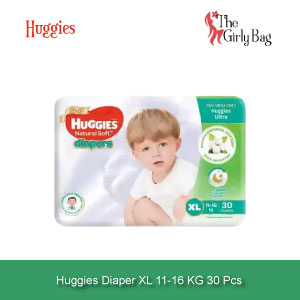 Huggies
The
Girly Bag
HUGGIES
Natural Soft
diapers
Huggies
Ultra
XL
11-16
30
Huggies Diaper XL 11-16 KG 30 Pcs